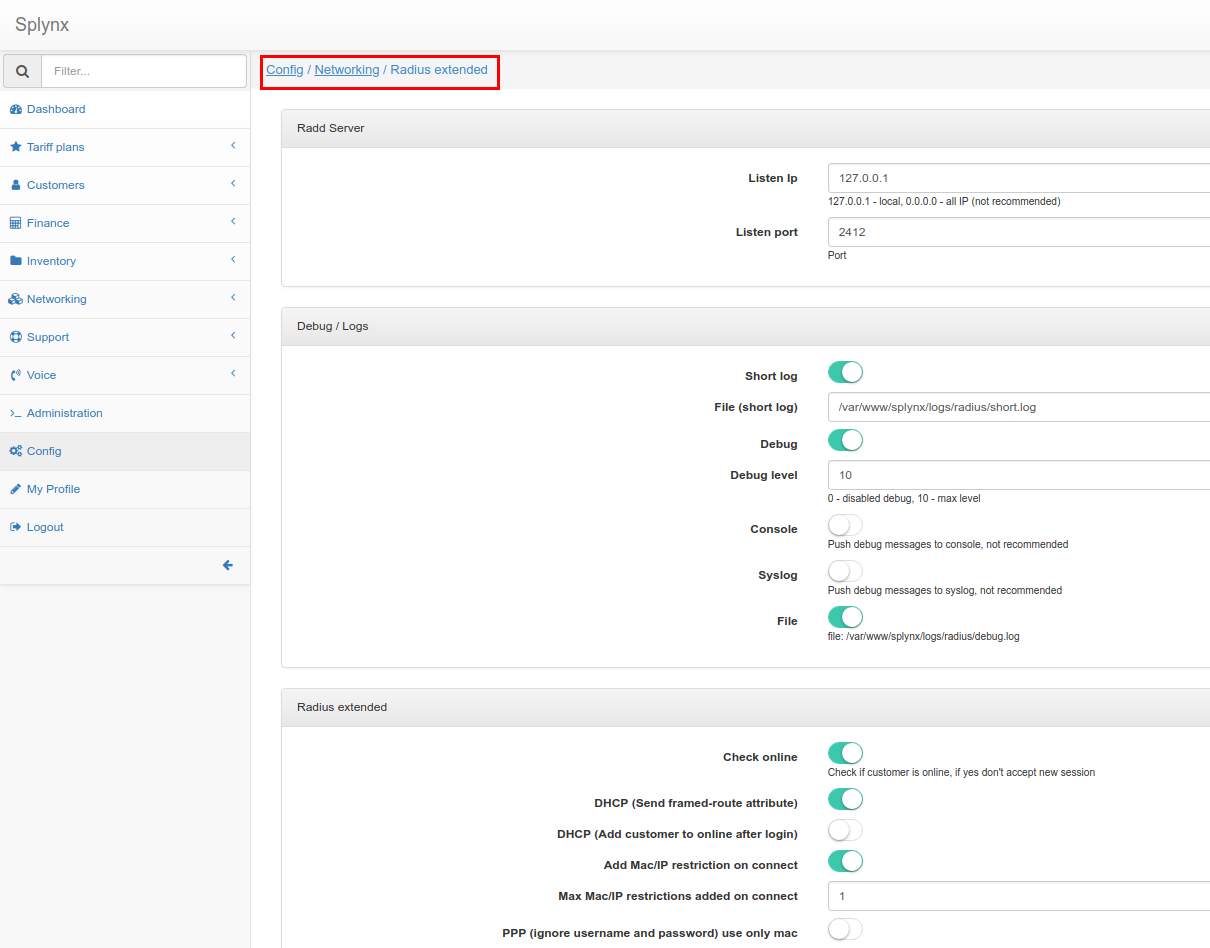 Splynx
Filter...
Dashboard
Tariff plans
Customers
Finance
Inventory
Networking
Support
Voice
Administration
Config
My Profile
Logout
Config / Networking / Radius extended
Radd Server
Listen Ip
127.0.0.1
127.0.0.1 - local, 0.0.0.0 - all IP (not recommended)
Listen port
2412
Port
Debug / Logs
Short log
File (short log)
/var/www/splynx/logs/radius/short.log
Debug
Debug level
10
0 - disabled debug, 10 - max level
Console
Push debug messages to console, not recommended
Syslog
Push debug messages to syslog, not recommended
File
file: /var/www/splynx/logs/radius/debug.log
Radius extended
Check online
Check if customer is online, if yes don't accept new session
DHCP (Send framed-route attribute)
DHCP (Add customer to online after login)
Add Mac/IP restriction on connect
Max Mac/IP restrictions added on connect
1
PPP (ignore username and password) use only mac